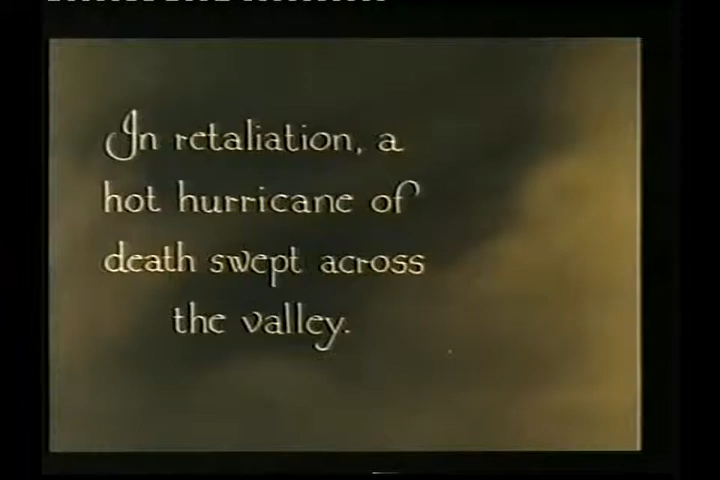 In retaliation, a
hot hurricane of
death swept across
the valley.